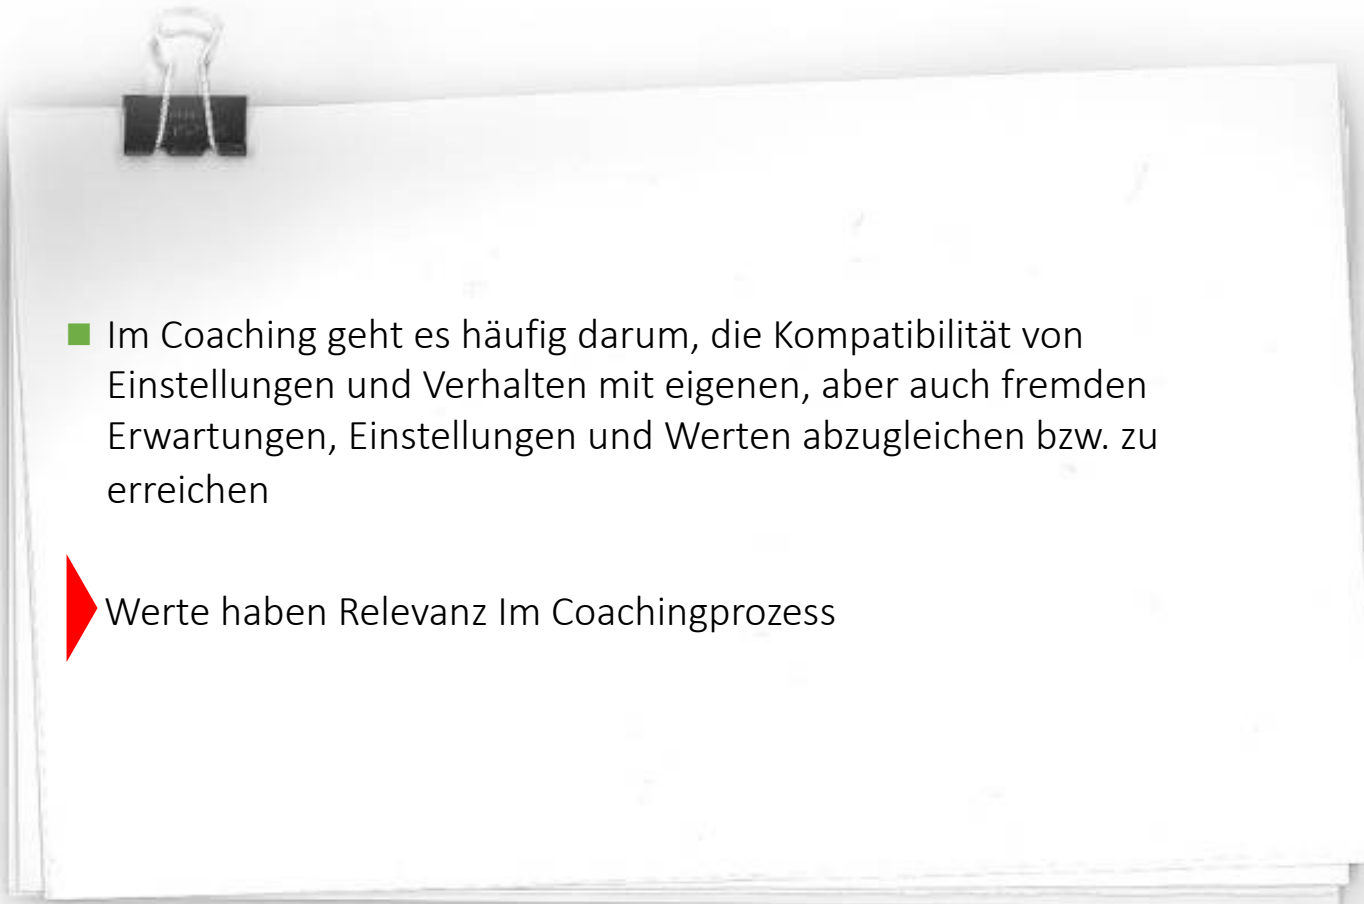 Im Coaching geht es häufig darum, die Kompatibilität von
Einstellungen und Verhalten mit eigenen, aber auch fremden
Erwartungen, Einstellungen und Werten abzugleichen bzw. zu
erreichen
Werte haben Relevanz Im Coachingprozess